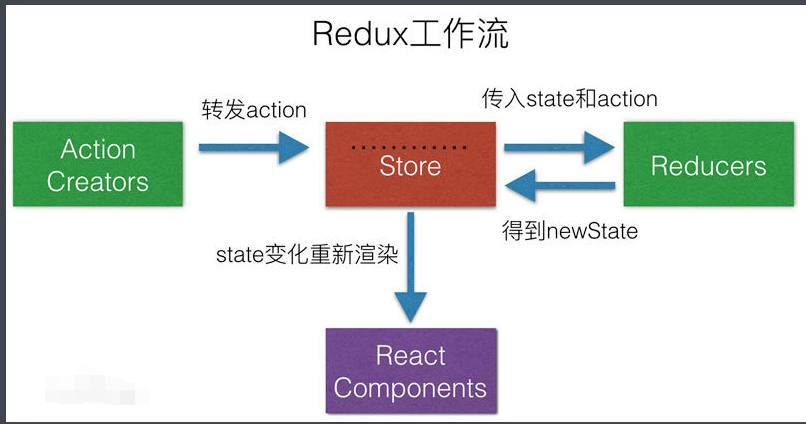 Redux工作流
转发action
传入state和action
Action
Creators
Store
Reducers
得到newState
state变化重新渲染
React
Components